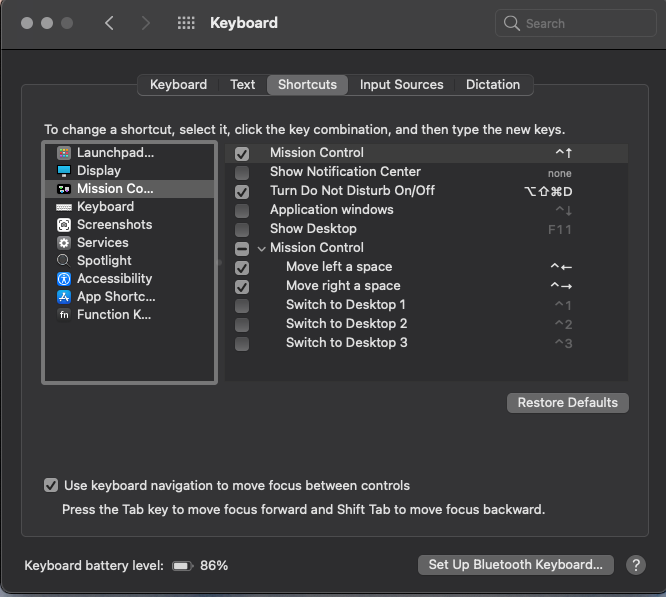 Keyboard
Search
Keyboard Text Shortcuts Input Sources Dictation
To change a shortcut, select it, click the key combination, and then type the new keys.
Launchpad...
Display
Mission Co...
Keyboard
Screenshots
Services
Spotlight
Accessibility
App Shortc...
fn Function K...
Mission Control ^↑
Show Notification Center none
Turn Do Not Disturb On/Off ⌥⇧⌘D
Application windows ^↓
Show Desktop F11
Mission Control
Move left a space ^←
Move right a space ^→
Switch to Desktop 1 ^1
Switch to Desktop 2 ^2
Switch to Desktop 3 ^3
Restore Defaults
Use keyboard navigation to move focus between controls
Press the Tab key to move focus forward and Shift Tab to move focus backward.
Keyboard battery level: 86%
Set Up Bluetooth Keyboard... ?